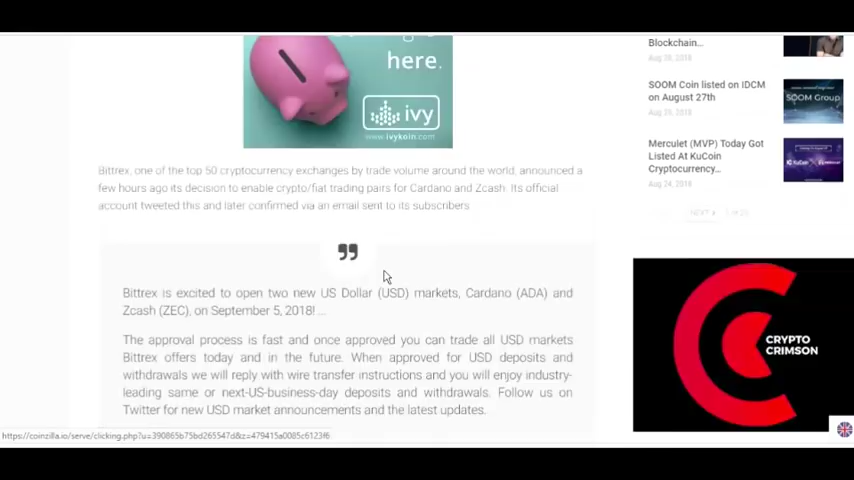 here.
ivy
www.ivykoin.com
Bittrex, one of the top 50 cryptocurrency exchanges by trade volume around the world, announced a
few hours ago its decision to enable crypto/fiat trading pairs for Cardano and Zcash. Its official
account tweeted this and later confirmed via an email sent to its subscribers
Bittrex is excited to open two new US Dollar (USD) markets, Cardano (ADA) and
Zcash (ZEC), on September 5, 2018! ...
The approval process is fast and once approved you can trade all USD markets
Bittrex offers today and in the future. When approved for USD deposits and
withdrawals we will reply with wire transfer instructions and you will enjoy industry-
leading same or next-US-business-day deposits and withdrawals. Follow us on
Twitter for new USD market announcements and the latest updates.
Blockchain...
SOOM Coin listed on IDCM
on August 27th
SOOM Group
Merculet (MVP) Today Got
Listed At KuCoin
Cryptocurrency...
Aug 24, 2018
NEXT
CRYPTO
CRIMSON